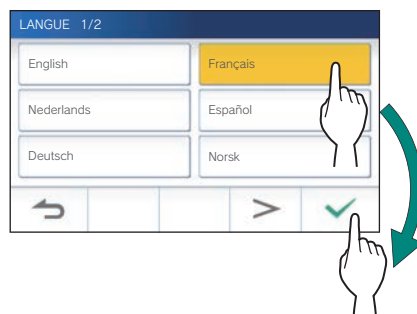 LANGUE 1/2
English
Français
Nederlands
Español
Deutsch
Norsk